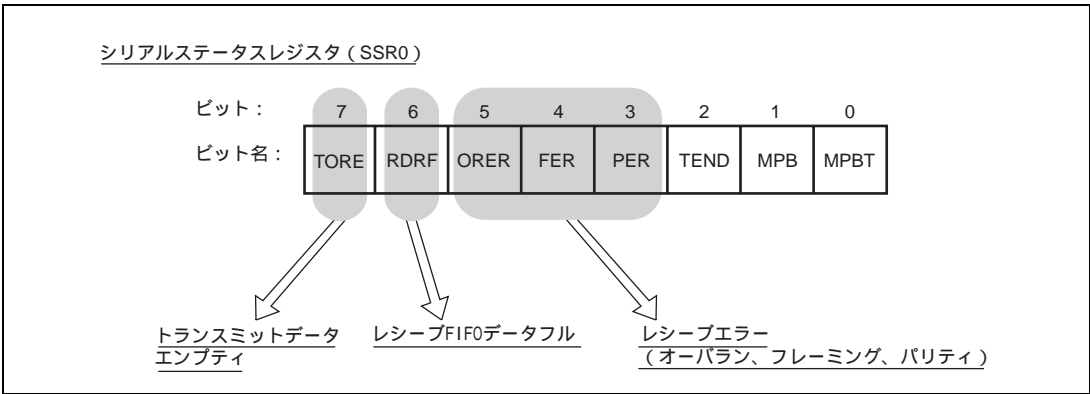 シリアルステータスレジスタ（SSR0）
ビット： 7 6 5 4 3 2 1 0
ビット名： TORE RDRF ORER FER PER TEND MPB MPBT
トランスミットデータ
エンプティ
レシーブFIFOデータフル
レシーブエラー
（オーバラン、フレーミング、パリティ）